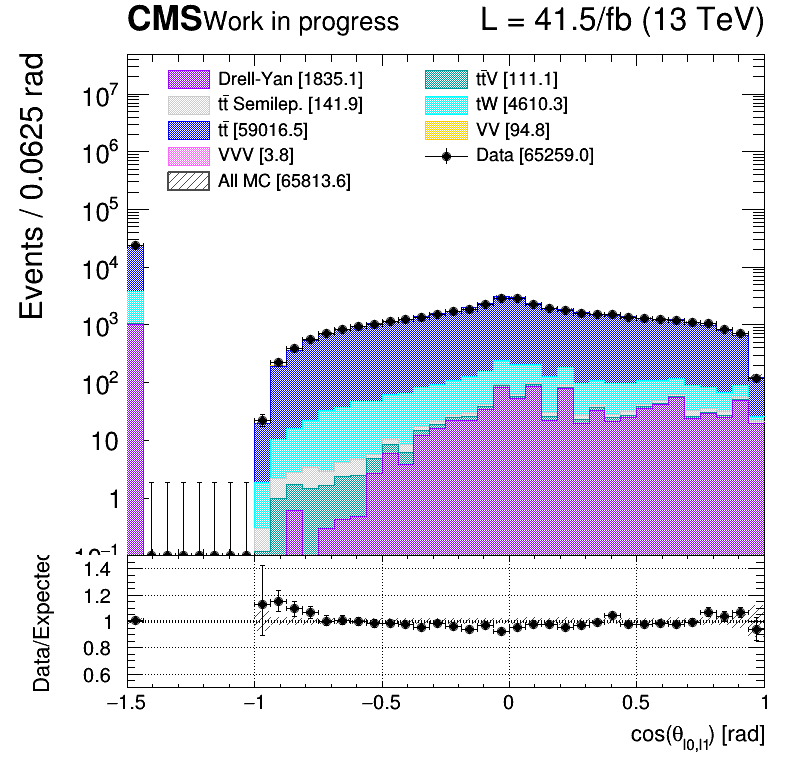 CMS Work in progress L = 41.5/fb (13 TeV)
Drell-Yan [1835.1] tt̄V [111.1]
tt̄ Semilep. [141.9] tW [4610.3]
tt̄ [59016.5] VV [94.8]
VVV [3.8] Data [65259.0]
All MC [65813.6]
Events / 0.0625 rad
10⁷
10⁶
10⁵
10⁴
10³
10²
10
1
10⁻¹
Data/Expected
1.4
1.2
1
0.8
0.6
−1.5 −1 −0.5 0 0.5 1
cos(θ_l0,l1) [rad]